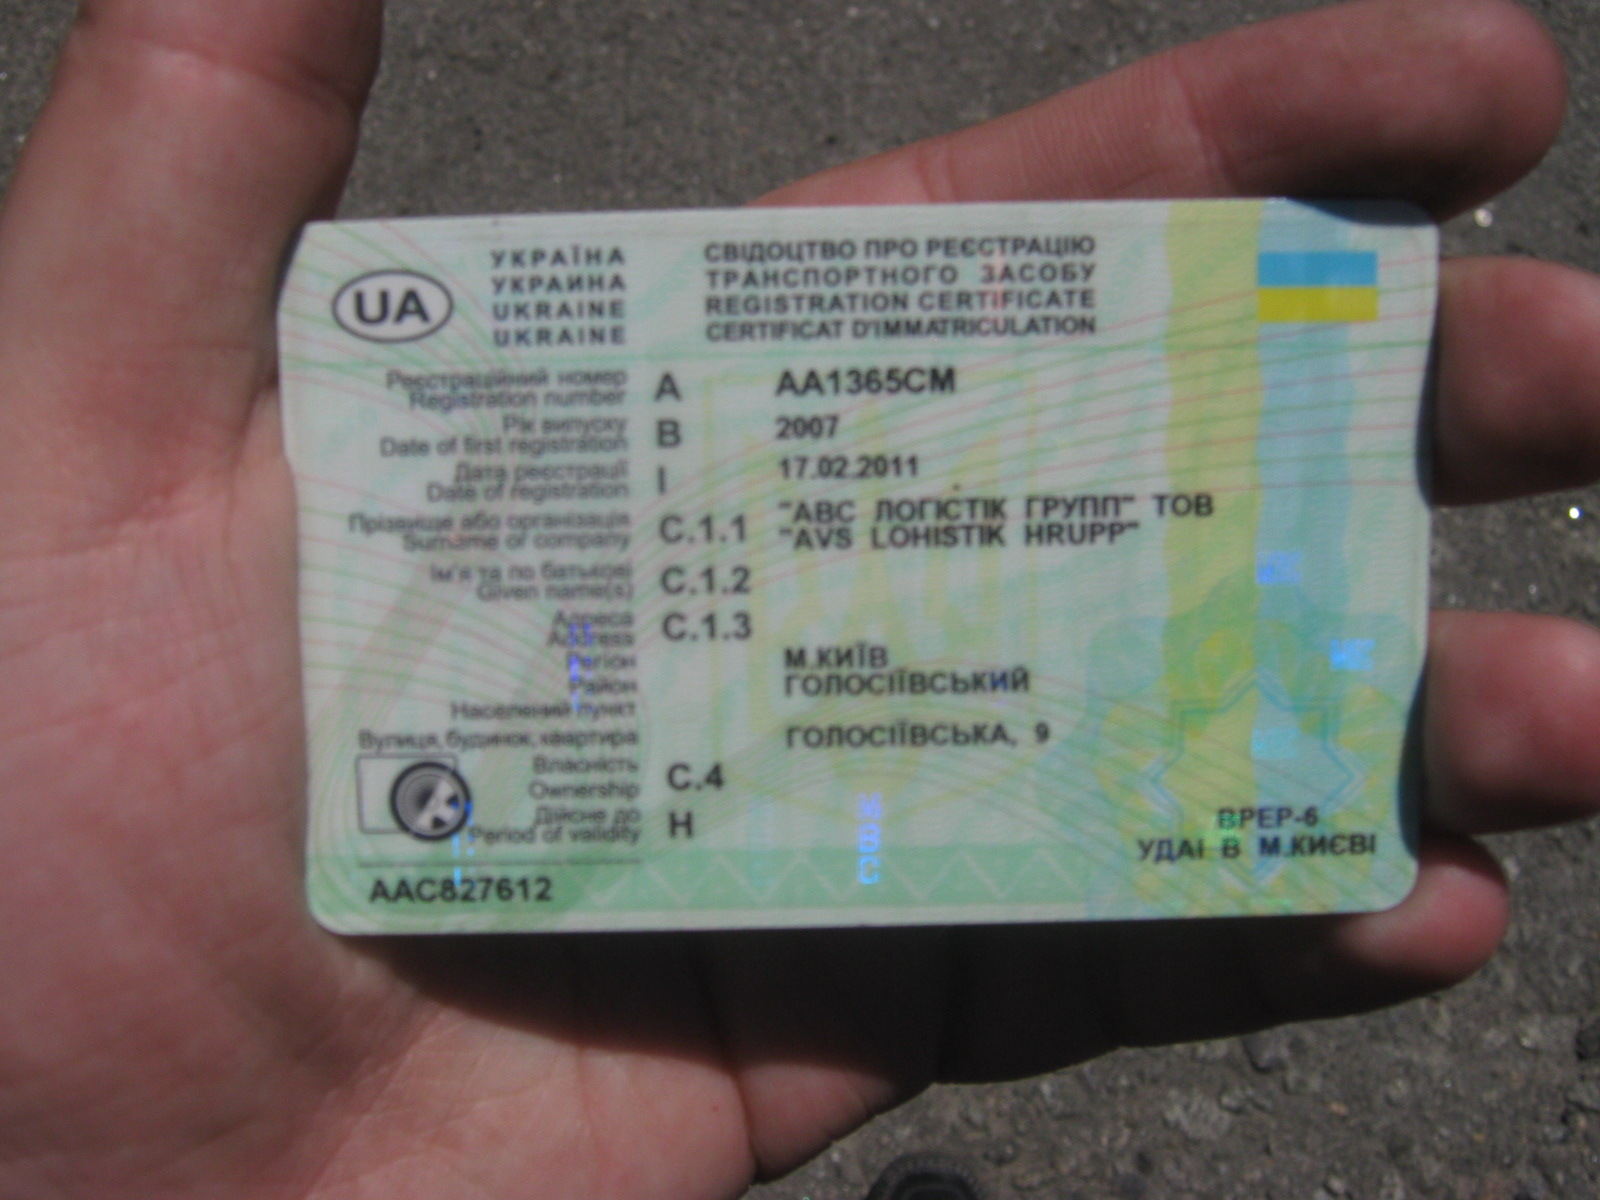 UA
УКРАЇНА
УКРАИНА
UKRAINE
UKRAINE
СВІДОЦТВО ПРО РЕЄСТРАЦІЮ
ТРАНСПОРТНОГО ЗАСОБУ
REGISTRATION CERTIFICATE
CERTIFICAT D'IMMATRICULATION
Реєстраційний номер
Registration number
A
AA1365CM
Рік випуску
Date of first registration
B
2007
Дата реєстрації
Date of registration
I
17.02.2011
Прізвище або організація
Surname or company
C.1.1
"АВС ЛОГІСТІК ГРУПП" ТОВ
"AVS LOHISTIK HRUPP"
Ім'я та по батькові
Given name(s)
C.1.2
Адреса
Address
C.1.3
Регіон
М.КИЇВ
Район
ГОЛОСІЇВСЬКИЙ
Населений пункт
Вулиця, будинок, квартира
ГОЛОСІЇВСЬКА, 9
Власність
Ownership
C.4
Дійсне до
Period of validity
H
МВС
ВРЕР-6
УДАІ В М.КИЄВІ
ААС827612